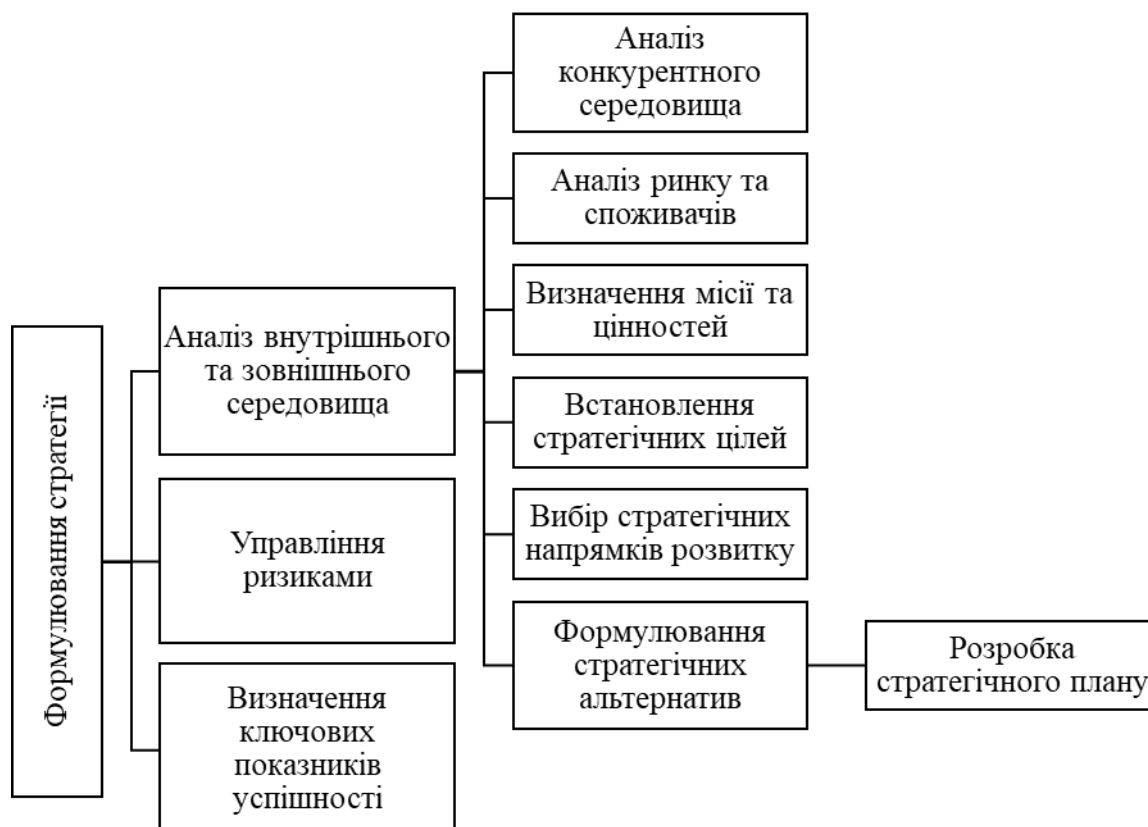 Формулювання стратегії
Аналіз внутрішнього
та зовнішнього
середовища
Управління
ризиками
Визначення
ключових
показників
успішності
Аналіз
конкурентного
середовища
Аналіз ринку та
споживачів
Визначення місії та
цінностей
Встановлення
стратегічних цілей
Вибір стратегічних
напрямків розвитку
Формулювання
стратегічних
альтернатив
Розробка
стратегічного плану